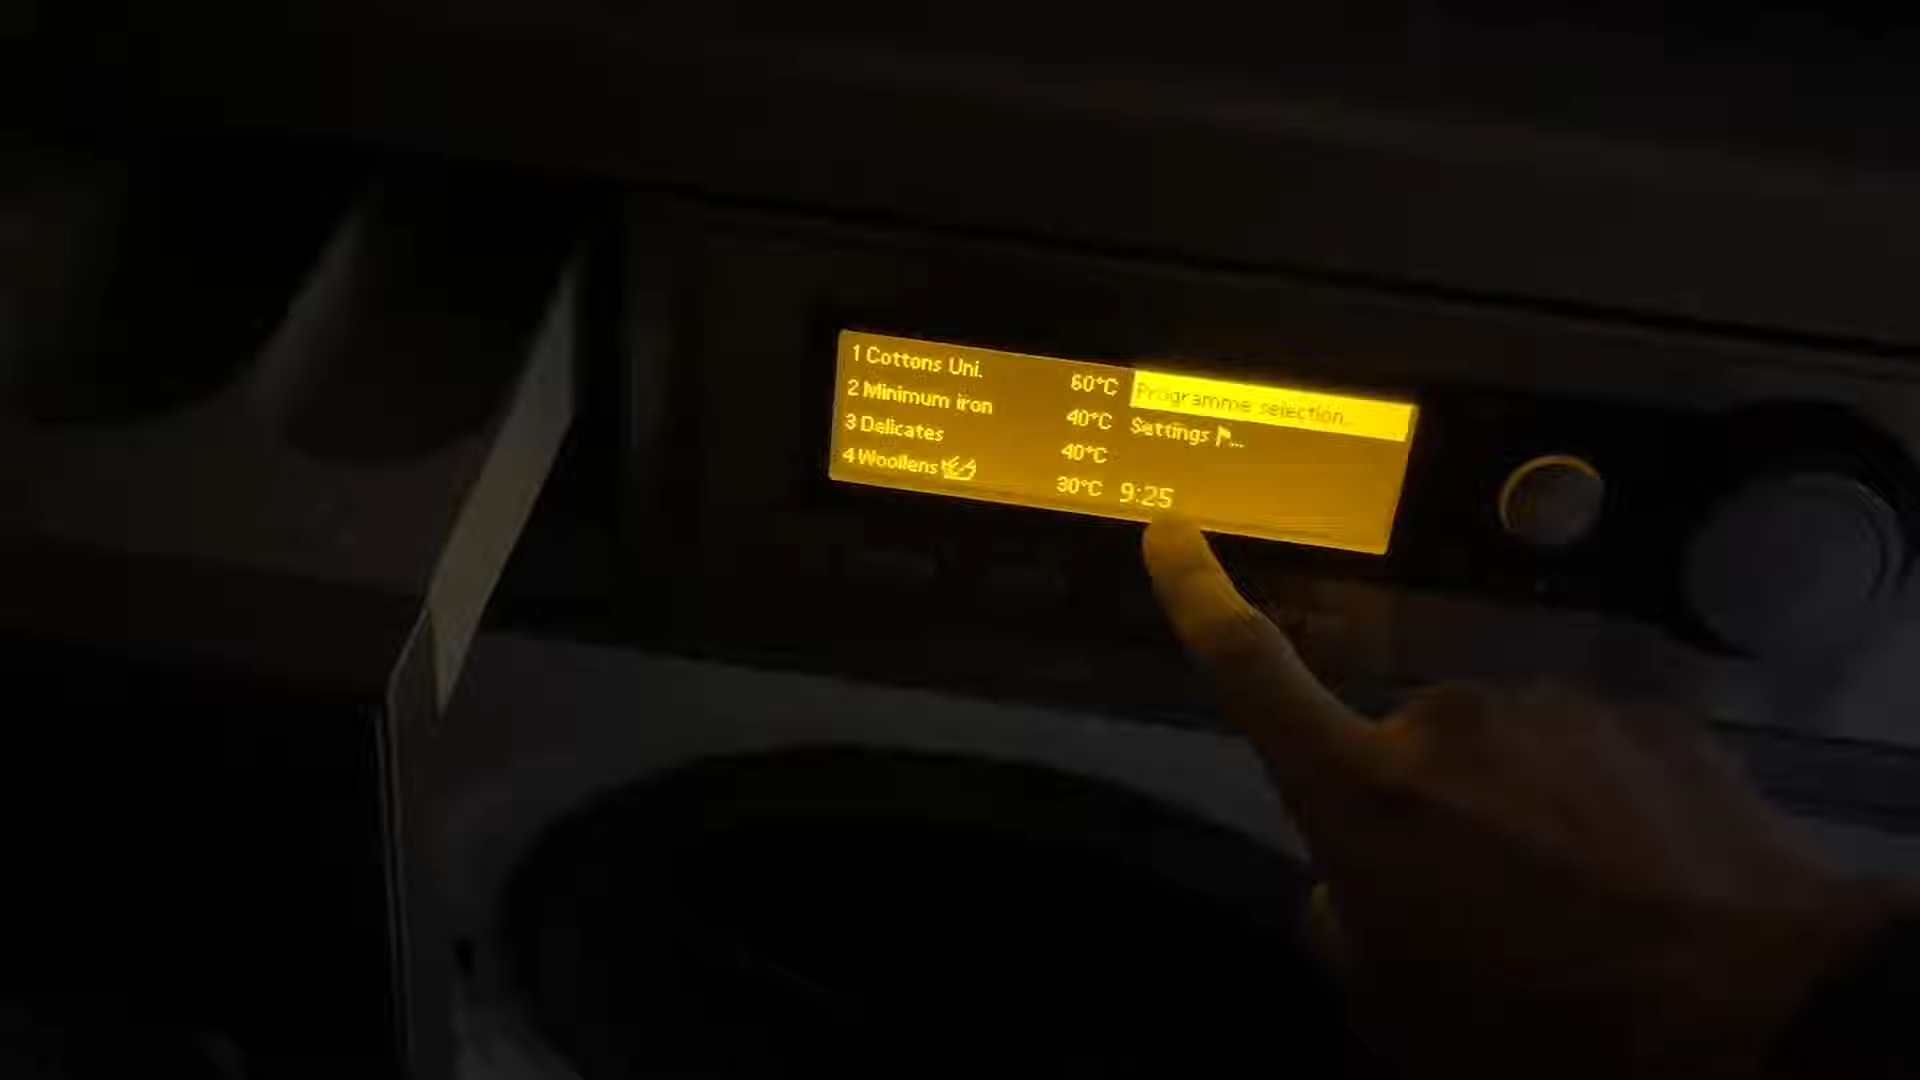 1 Cottons Uni. 60°C
2 Minimum iron 40°C
3 Delicates 40°C
4 Woollens 30°C
Programme selection...
Settings ...
9:25